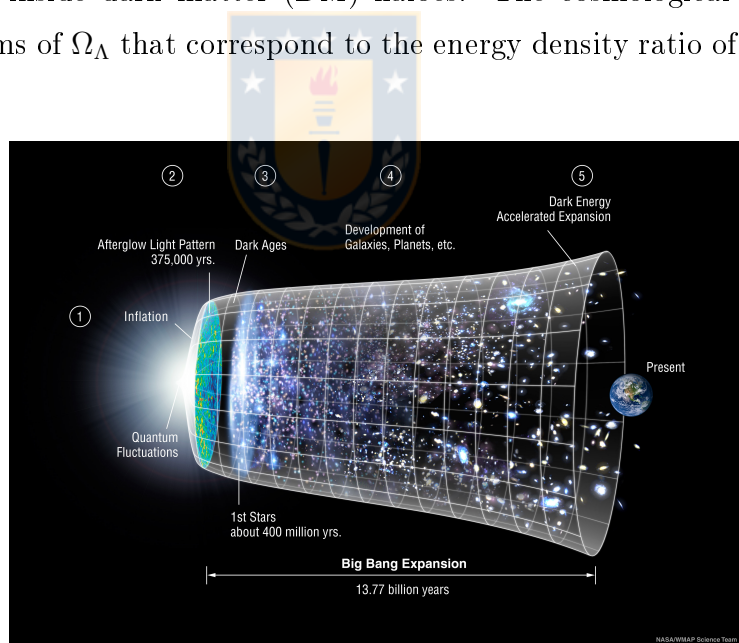 inside dark matter (DM) haloes. The cosmological
ms of Ω_Λ that correspond to the energy density ratio of
2
3
4
5
Dark Energy
Accelerated Expansion
Development of
Galaxies, Planets, etc.
Afterglow Light Pattern
375,000 yrs.
Dark Ages
1
Inflation
Present
Quantum
Fluctuations
1st Stars
about 400 million yrs.
Big Bang Expansion
13.77 billion years
NASA/WMAP Science Team